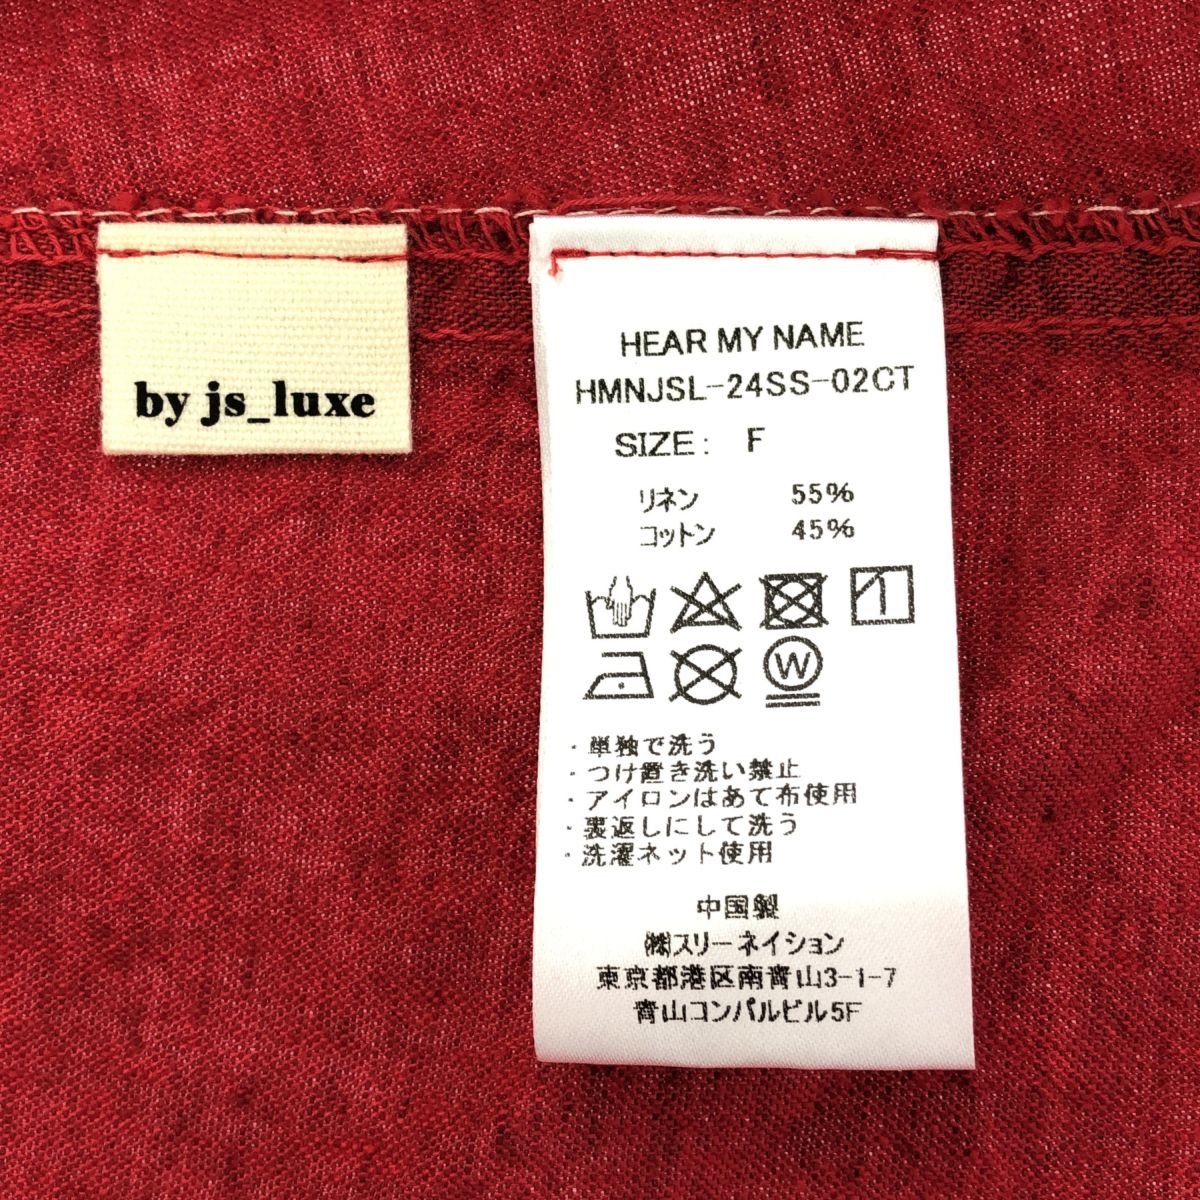 by js_luxe
HEAR MY NAME
HMNJSL-24SS-02CT
SIZE: F
リネン 55%
コットン 45%
W
・単独で洗う
・つけ置き洗い禁止
・アイロンはあて布使用
・裏返しにして洗う
・洗濯ネット使用
中国製
㈱スリーネイション
東京都港区南青山3-1-7
青山コンパルビル5F